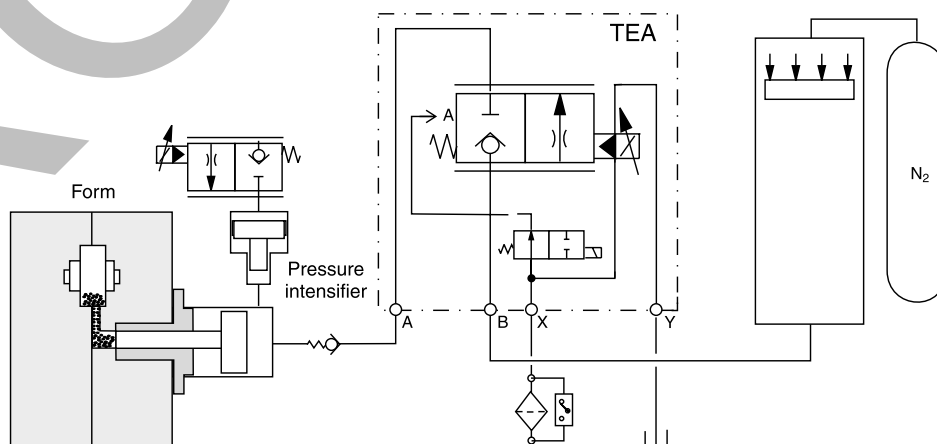 TEA
A
N₂
Form
Pressure
intensifier
A
B
X
Y